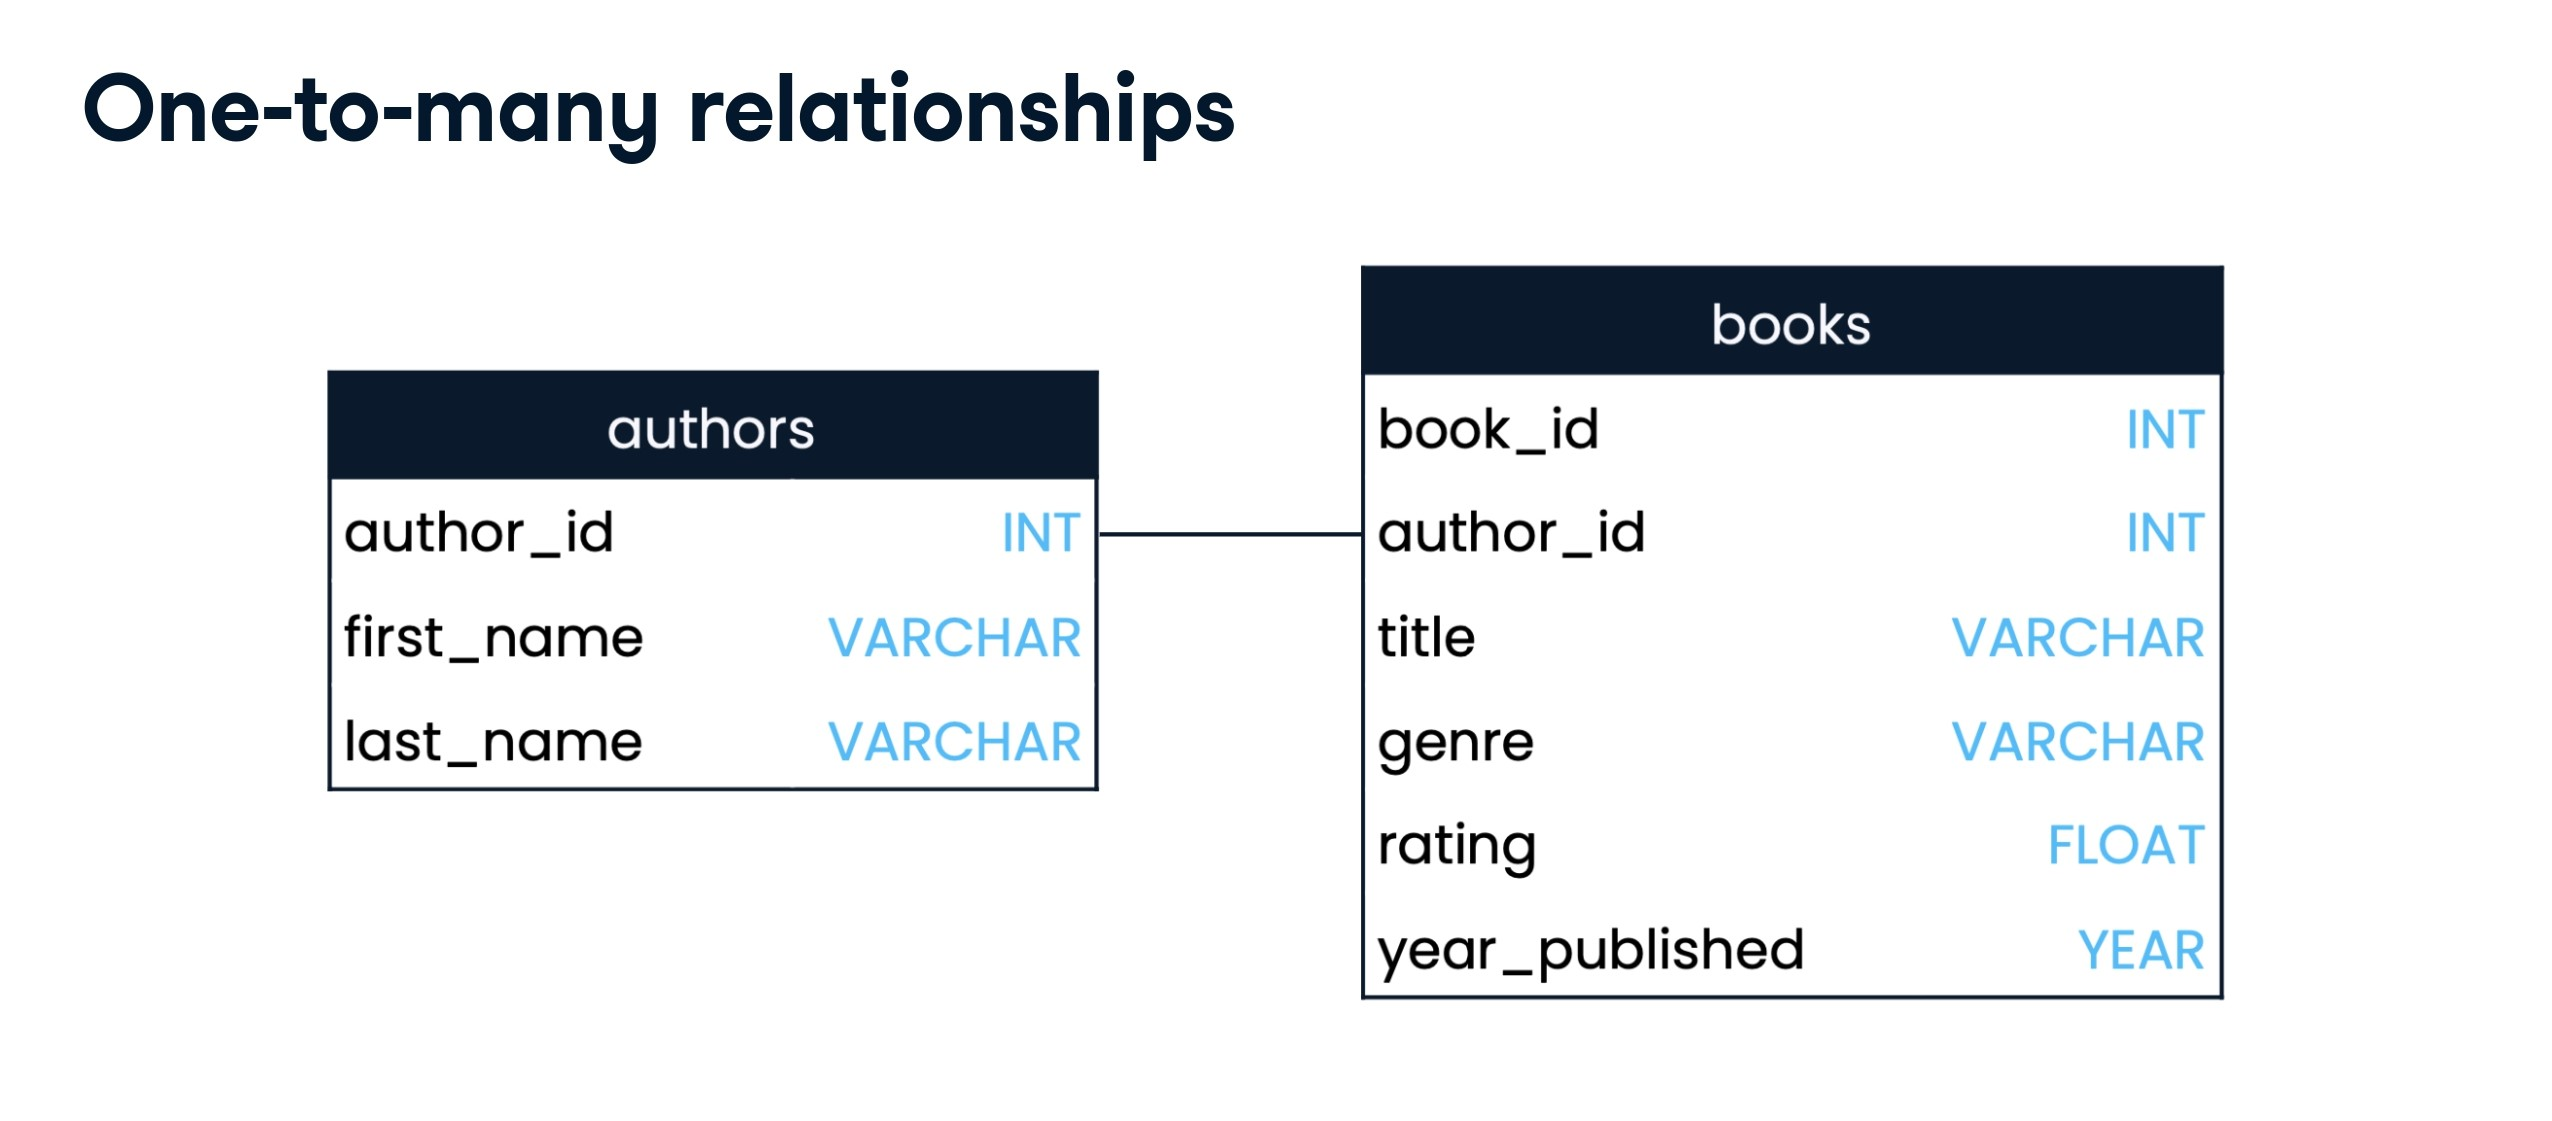 One-to-many relationships
authors
author_id INT
first_name VARCHAR
last_name VARCHAR
books
book_id INT
author_id INT
title VARCHAR
genre VARCHAR
rating FLOAT
year_published YEAR